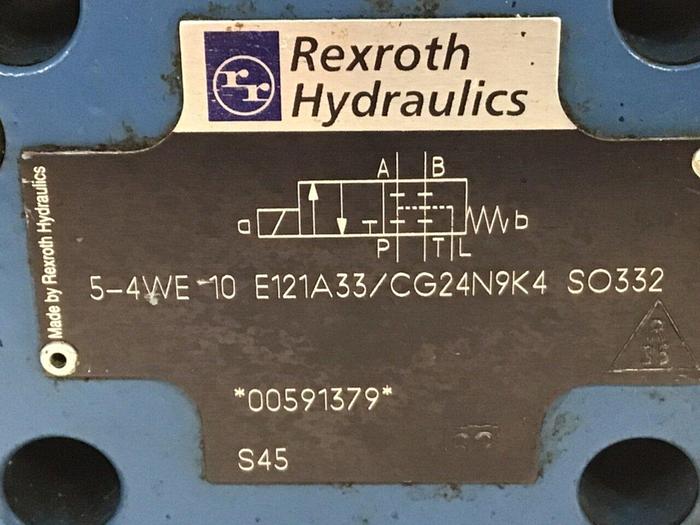 Rexroth
Hydraulics
Made by Rexroth Hydraulics
A B
a b
P T L
5-4WE 10 E121A33/CG24N9K4 SO332
*00591379*
S45